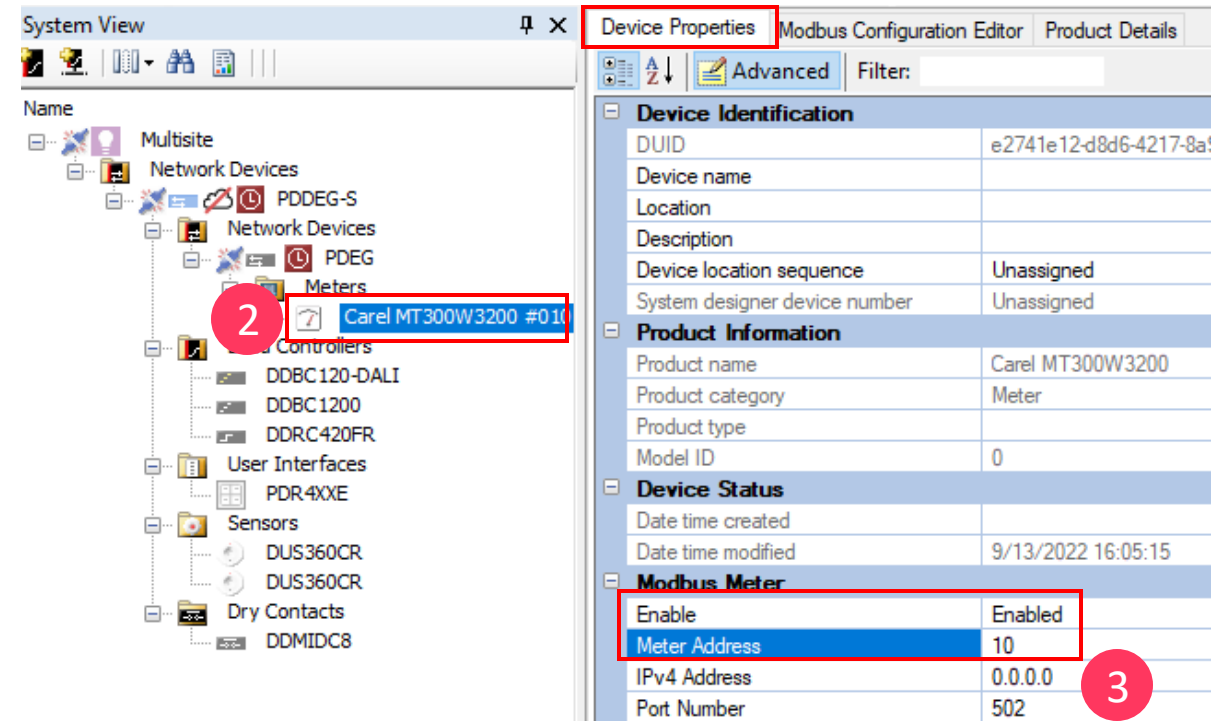 System View
Name
Multisite
Network Devices
PDDEG-S
Network Devices
PDEG
Meters
2
Carel MT300W3200 #010
Controllers
DDBC120-DALI
DDBC1200
DDRC420FR
User Interfaces
PDR4XXE
Sensors
DUS360CR
DUS360CR
Dry Contacts
DDMIDC8
Device Properties Modbus Configuration Editor Product Details
Advanced Filter:
Device Identification
DUID e2741e12-d8d6-4217-8a
Device name
Location
Description
Device location sequence Unassigned
System designer device number Unassigned
Product Information
Product name Carel MT300W3200
Product category Meter
Product type
Model ID 0
Device Status
Date time created
Date time modified 9/13/2022 16:05:15
Modbus Meter
Enable Enabled
Meter Address 10
IPv4 Address 0.0.0.0
3
Port Number 502